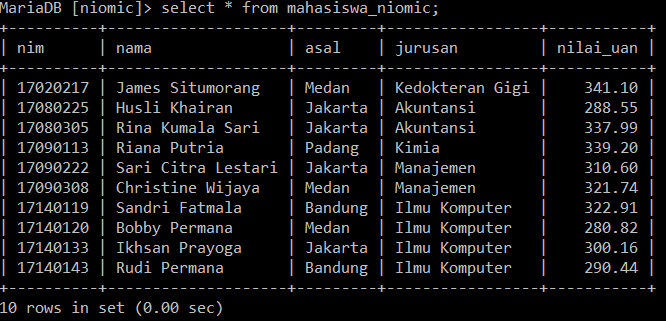 MariaDB [niomic]> select * from mahasiswa_niomic;
+----------+--------------------+---------+----------------+-----------+
| nim      | nama               | asal    | jurusan        | nilai_uan |
+----------+--------------------+---------+----------------+-----------+
| 17020217 | James Situmorang   | Medan   | Kedokteran Gigi |    341.10 |
| 17080225 | Husli Khairan      | Jakarta | Akuntansi      |    288.55 |
| 17080305 | Rina Kumala Sari   | Jakarta | Akuntansi      |    337.99 |
| 17090113 | Riana Putria       | Padang  | Kimia          |    339.20 |
| 17090222 | Sari Citra Lestari | Jakarta | Manajemen      |    310.60 |
| 17090308 | Christine Wijaya   | Medan   | Manajemen      |    321.74 |
| 17140119 | Sandri Fatmala     | Bandung | Ilmu Komputer  |    322.91 |
| 17140120 | Bobby Permana      | Medan   | Ilmu Komputer  |    280.82 |
| 17140133 | Ikhsan Prayoga     | Jakarta | Ilmu Komputer  |    300.16 |
| 17140143 | Rudi Permana       | Bandung | Ilmu Komputer  |    290.44 |
+----------+--------------------+---------+----------------+-----------+
10 rows in set (0.00 sec)